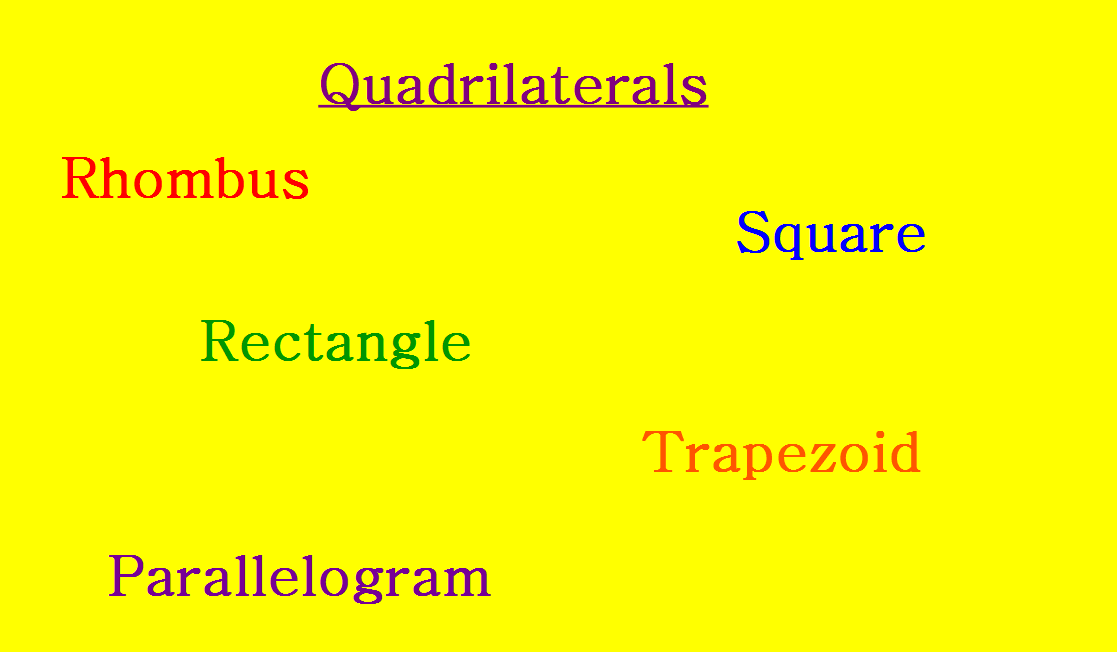 Quadrilaterals
Rhombus
Square
Rectangle
Trapezoid
Parallelogram